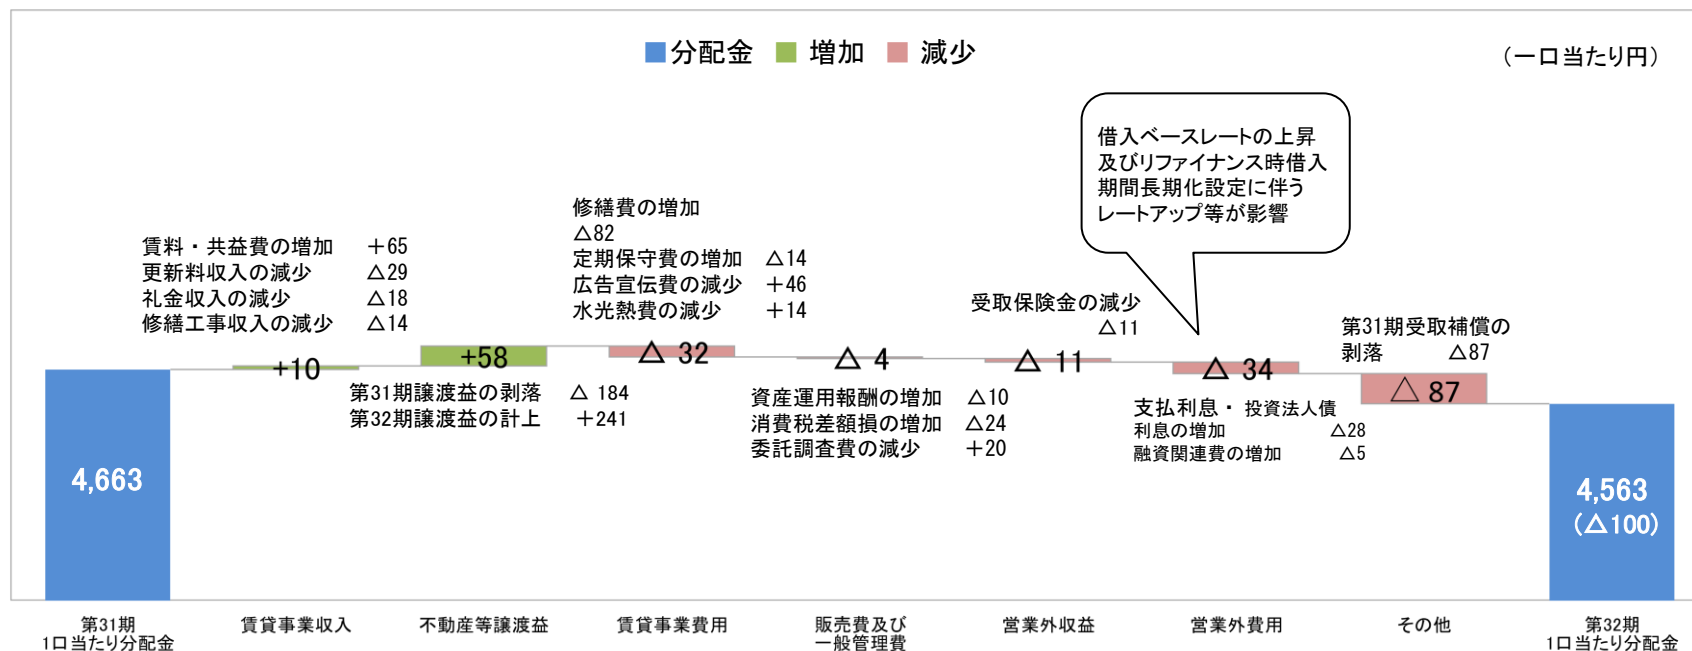 分配金 増加 減少
（一口当たり円）
借入ベースレートの上昇
及びリファイナンス時借入
期間長期化設定に伴う
レートアップ等が影響
賃料・共益費の増加 ＋65
更新料収入の減少 △29
礼金収入の減少 △18
修繕工事収入の減少 △14
修繕費の増加
△82
定期保守費の増加 △14
広告宣伝費の減少 ＋46
水光熱費の減少 ＋14
受取保険金の減少
△11
第31期受取補償の
剥落 △87
+10
+58
△ 32
△ 4
△ 11
△ 34
△ 87
第31期譲渡益の剥落 △ 184
第32期譲渡益の計上 ＋241
資産運用報酬の増加 △10
消費税差額損の増加 △24
委託調査費の減少 ＋20
支払利息・ 投資法人債
利息の増加 △28
融資関連費の増加 △5
4,663
4,563
(△100)
第31期
1口当たり分配金
賃貸事業収入
不動産等譲渡益
賃貸事業費用
販売費及び
一般管理費
営業外収益
営業外費用
その他
第32期
1口当たり分配金